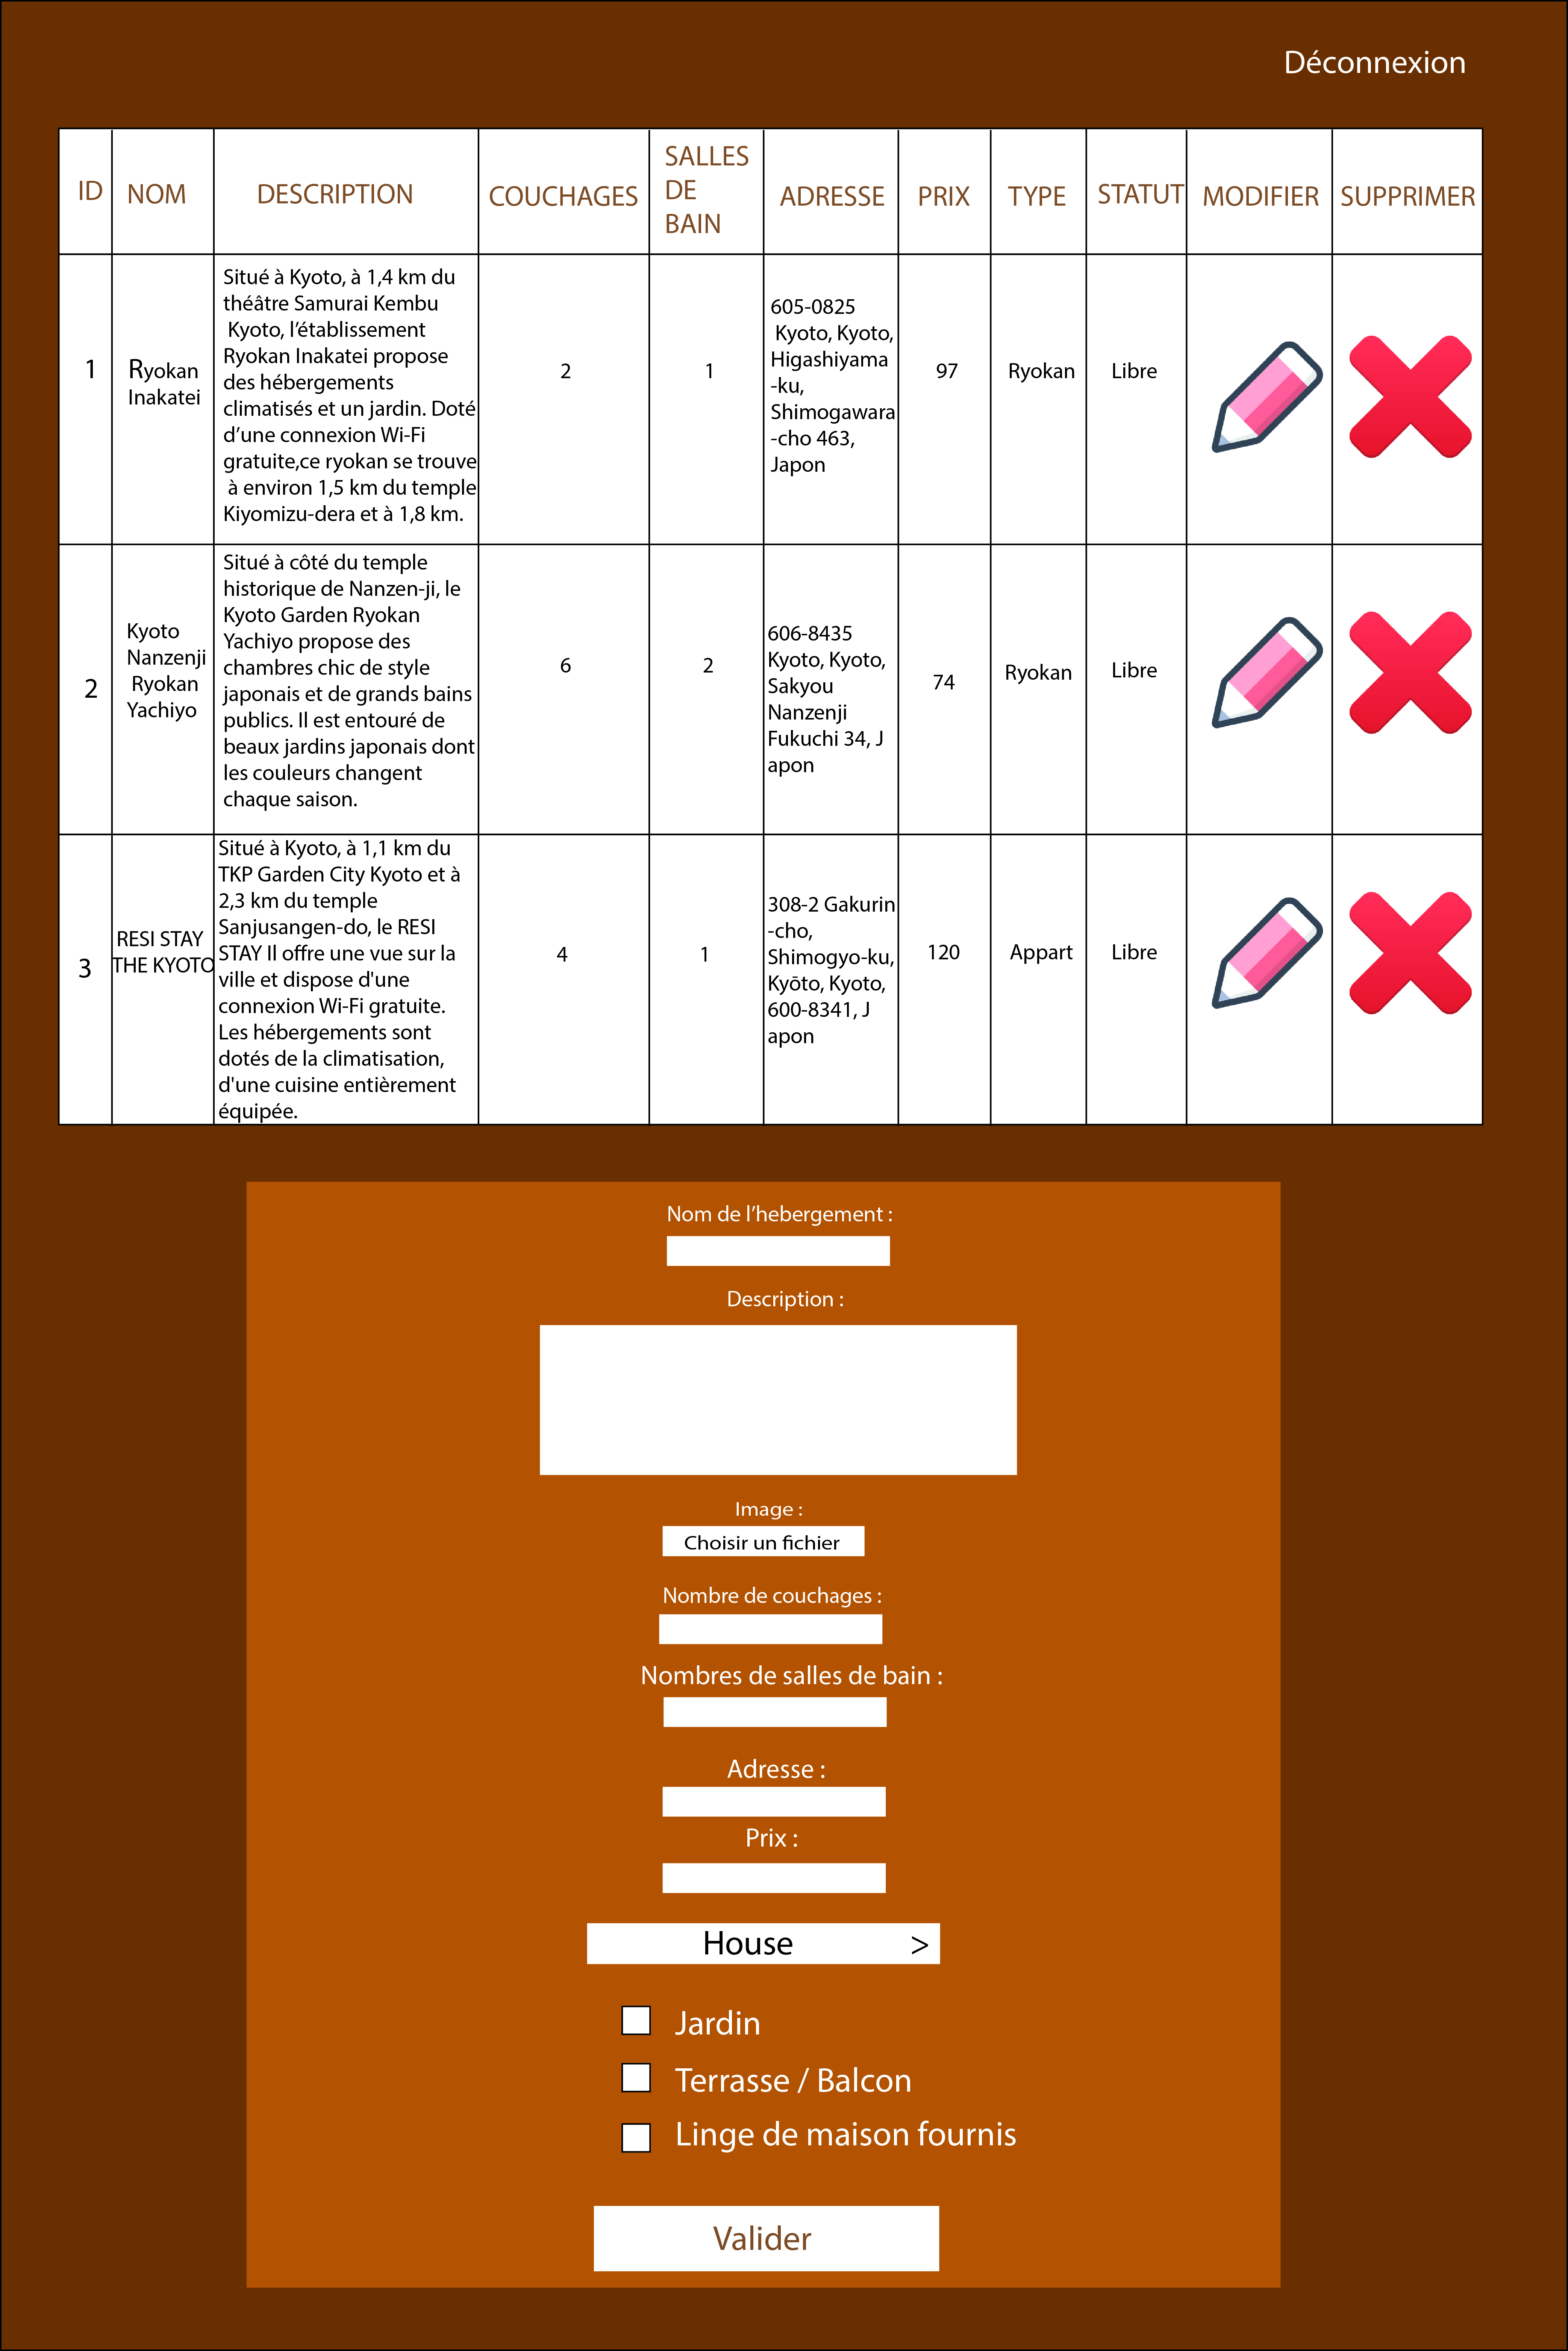 Déconnexion
ID
NOM
DESCRIPTION
COUCHAGES
SALLES
DE
BAIN
ADRESSE
PRIX
TYPE
STATUT
MODIFIER
SUPPRIMER
1
Ryokan
Inakatei
Situé à Kyoto, à 1,4 km du
théâtre Samurai Kembu
Kyoto, l’établissement
Ryokan Inakatei propose
des hébergements
climatisés et un jardin. Doté
d’une connexion Wi-Fi
gratuite,ce ryokan se trouve
à environ 1,5 km du temple
Kiyomizu-dera et à 1,8 km.
2
1
605-0825
Kyoto, Kyoto,
Higashiyama
-ku,
Shimogawara
-cho 463,
Japon
97
Ryokan
Libre
2
Kyoto
Nanzenji
Ryokan
Yachiyo
Situé à côté du temple
historique de Nanzen-ji, le
Kyoto Garden Ryokan
Yachiyo propose des
chambres chic de style
japonais et de grands bains
publics. Il est entouré de
beaux jardins japonais dont
les couleurs changent
chaque saison.
6
2
606-8435
Kyoto, Kyoto,
Sakyou
Nanzenji
Fukuchi 34, J
apon
74
Ryokan
Libre
3
RESI STAY
THE KYOTO
Situé à Kyoto, à 1,1 km du
TKP Garden City Kyoto et à
2,3 km du temple
Sanjusangen-do, le RESI
STAY Il offre une vue sur la
ville et dispose d'une
connexion Wi-Fi gratuite.
Les hébergements sont
dotés de la climatisation,
d'une cuisine entièrement
équipée.
4
1
308-2 Gakurin
-cho,
Shimogyo-ku,
Kyōto, Kyoto,
600-8341, J
apon
120
Appart
Libre
Nom de l’hebergement :
Description :
Image :
Choisir un fichier
Nombre de couchages :
Nombres de salles de bain :
Adresse :
Prix :
House >
Jardin
Terrasse / Balcon
Linge de maison fournis
Valider